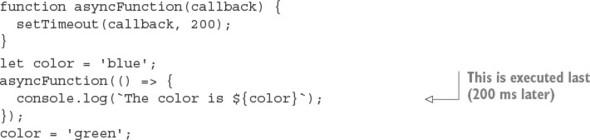 function asyncFunction(callback) {
  setTimeout(callback, 200);
}
let color = 'blue';
asyncFunction(() => {
  console.log(`The color is ${color}`);
});
color = 'green';
This is executed last
(200 ms later)